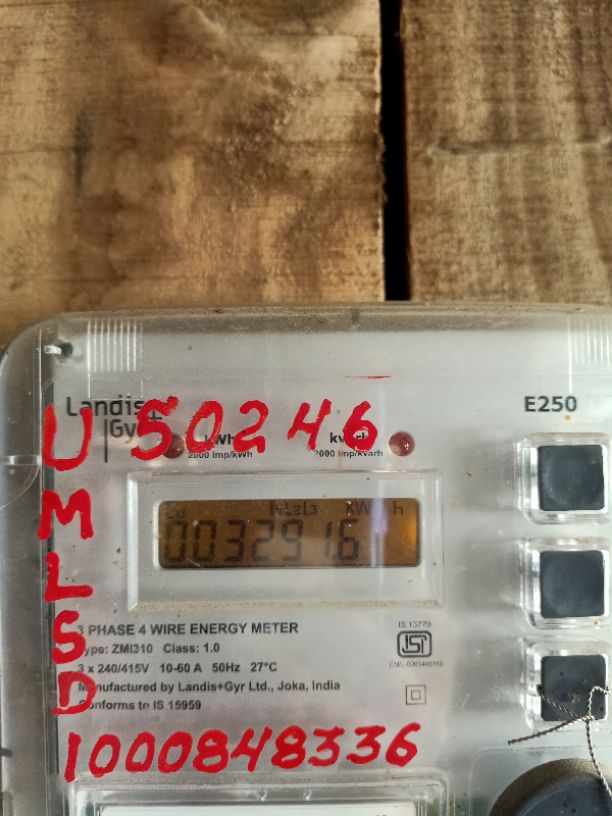 Landis+
|Gyr
E250
U 50246
kWh
2000 imp/kWh
kvarh
2000 imp/kvarh
M
L
S
D
L1L2L3 KW h
0032916
3 PHASE 4 WIRE ENERGY METER
Type: ZMI310 Class: 1.0
3 x 240/415V 10-60 A 50Hz 27°C
Manufactured by Landis+Gyr Ltd., Joka, India
Conforms to IS 15959
IS 13779
ISI
1000848336